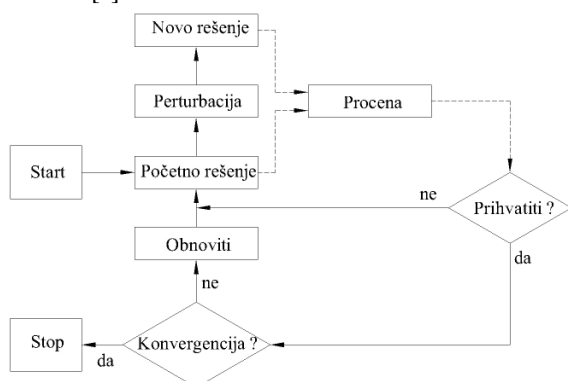 Novo rešenje
Perturbacija
Procena
Start
Početno rešenje
ne
Prihvatiti ?
Obnoviti
da
ne
Stop
Konvergencija ?
da